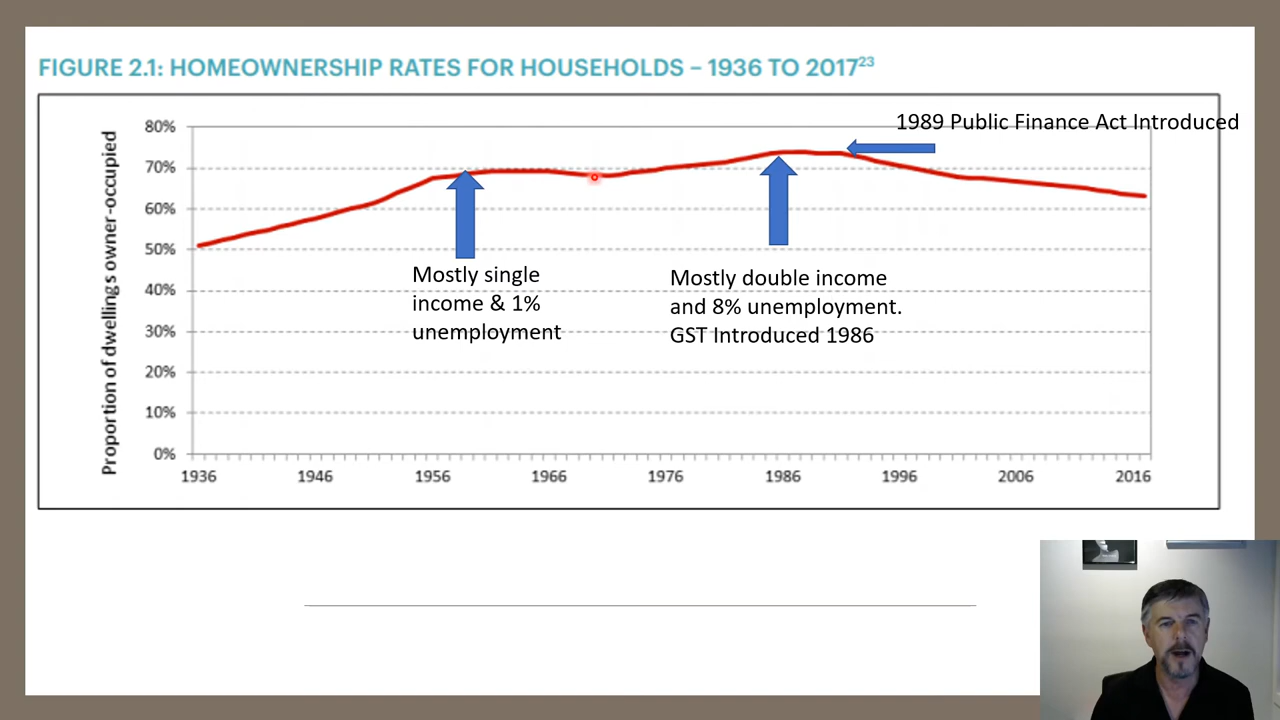 FIGURE 2.1: HOMEOWNERSHIP RATES FOR HOUSEHOLDS – 1936 TO 2017²³
1989 Public Finance Act Introduced
Proportion of dwellings owner-occupied
80%
70%
60%
50%
40%
30%
20%
10%
0%
Mostly single
income & 1%
unemployment
Mostly double income
and 8% unemployment.
GST Introduced 1986
1936 1946 1956 1966 1976 1986 1996 2006 2016